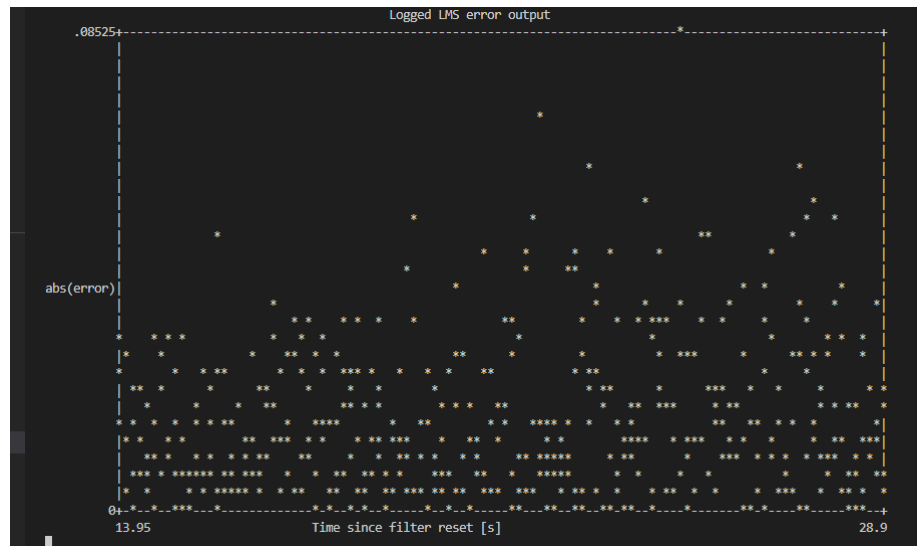 Logged LMS error output
.08525
abs(error)
0
13.95 Time since filter reset [s] 28.9